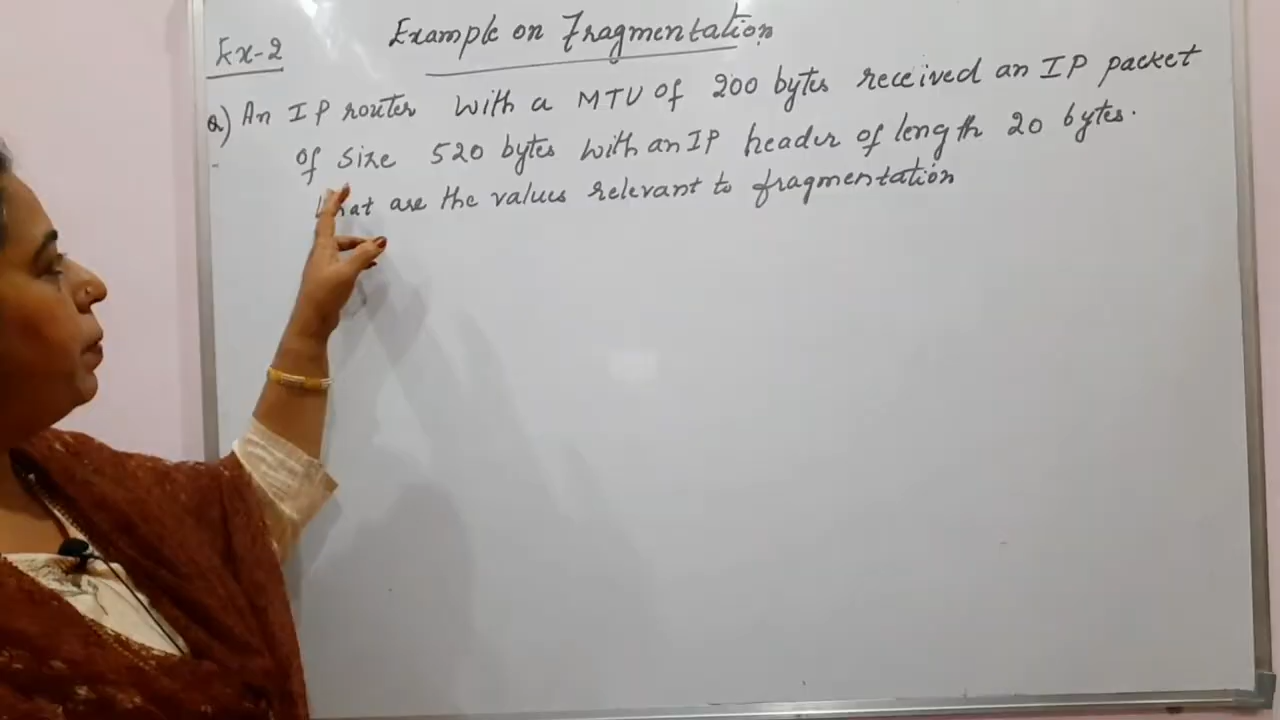 Ex-2
Example on Fragmentation
Q) An IP router with a MTU of 200 bytes received an IP packet
of size 520 bytes with an IP header of length 20 bytes.
What are the values relevant to fragmentation